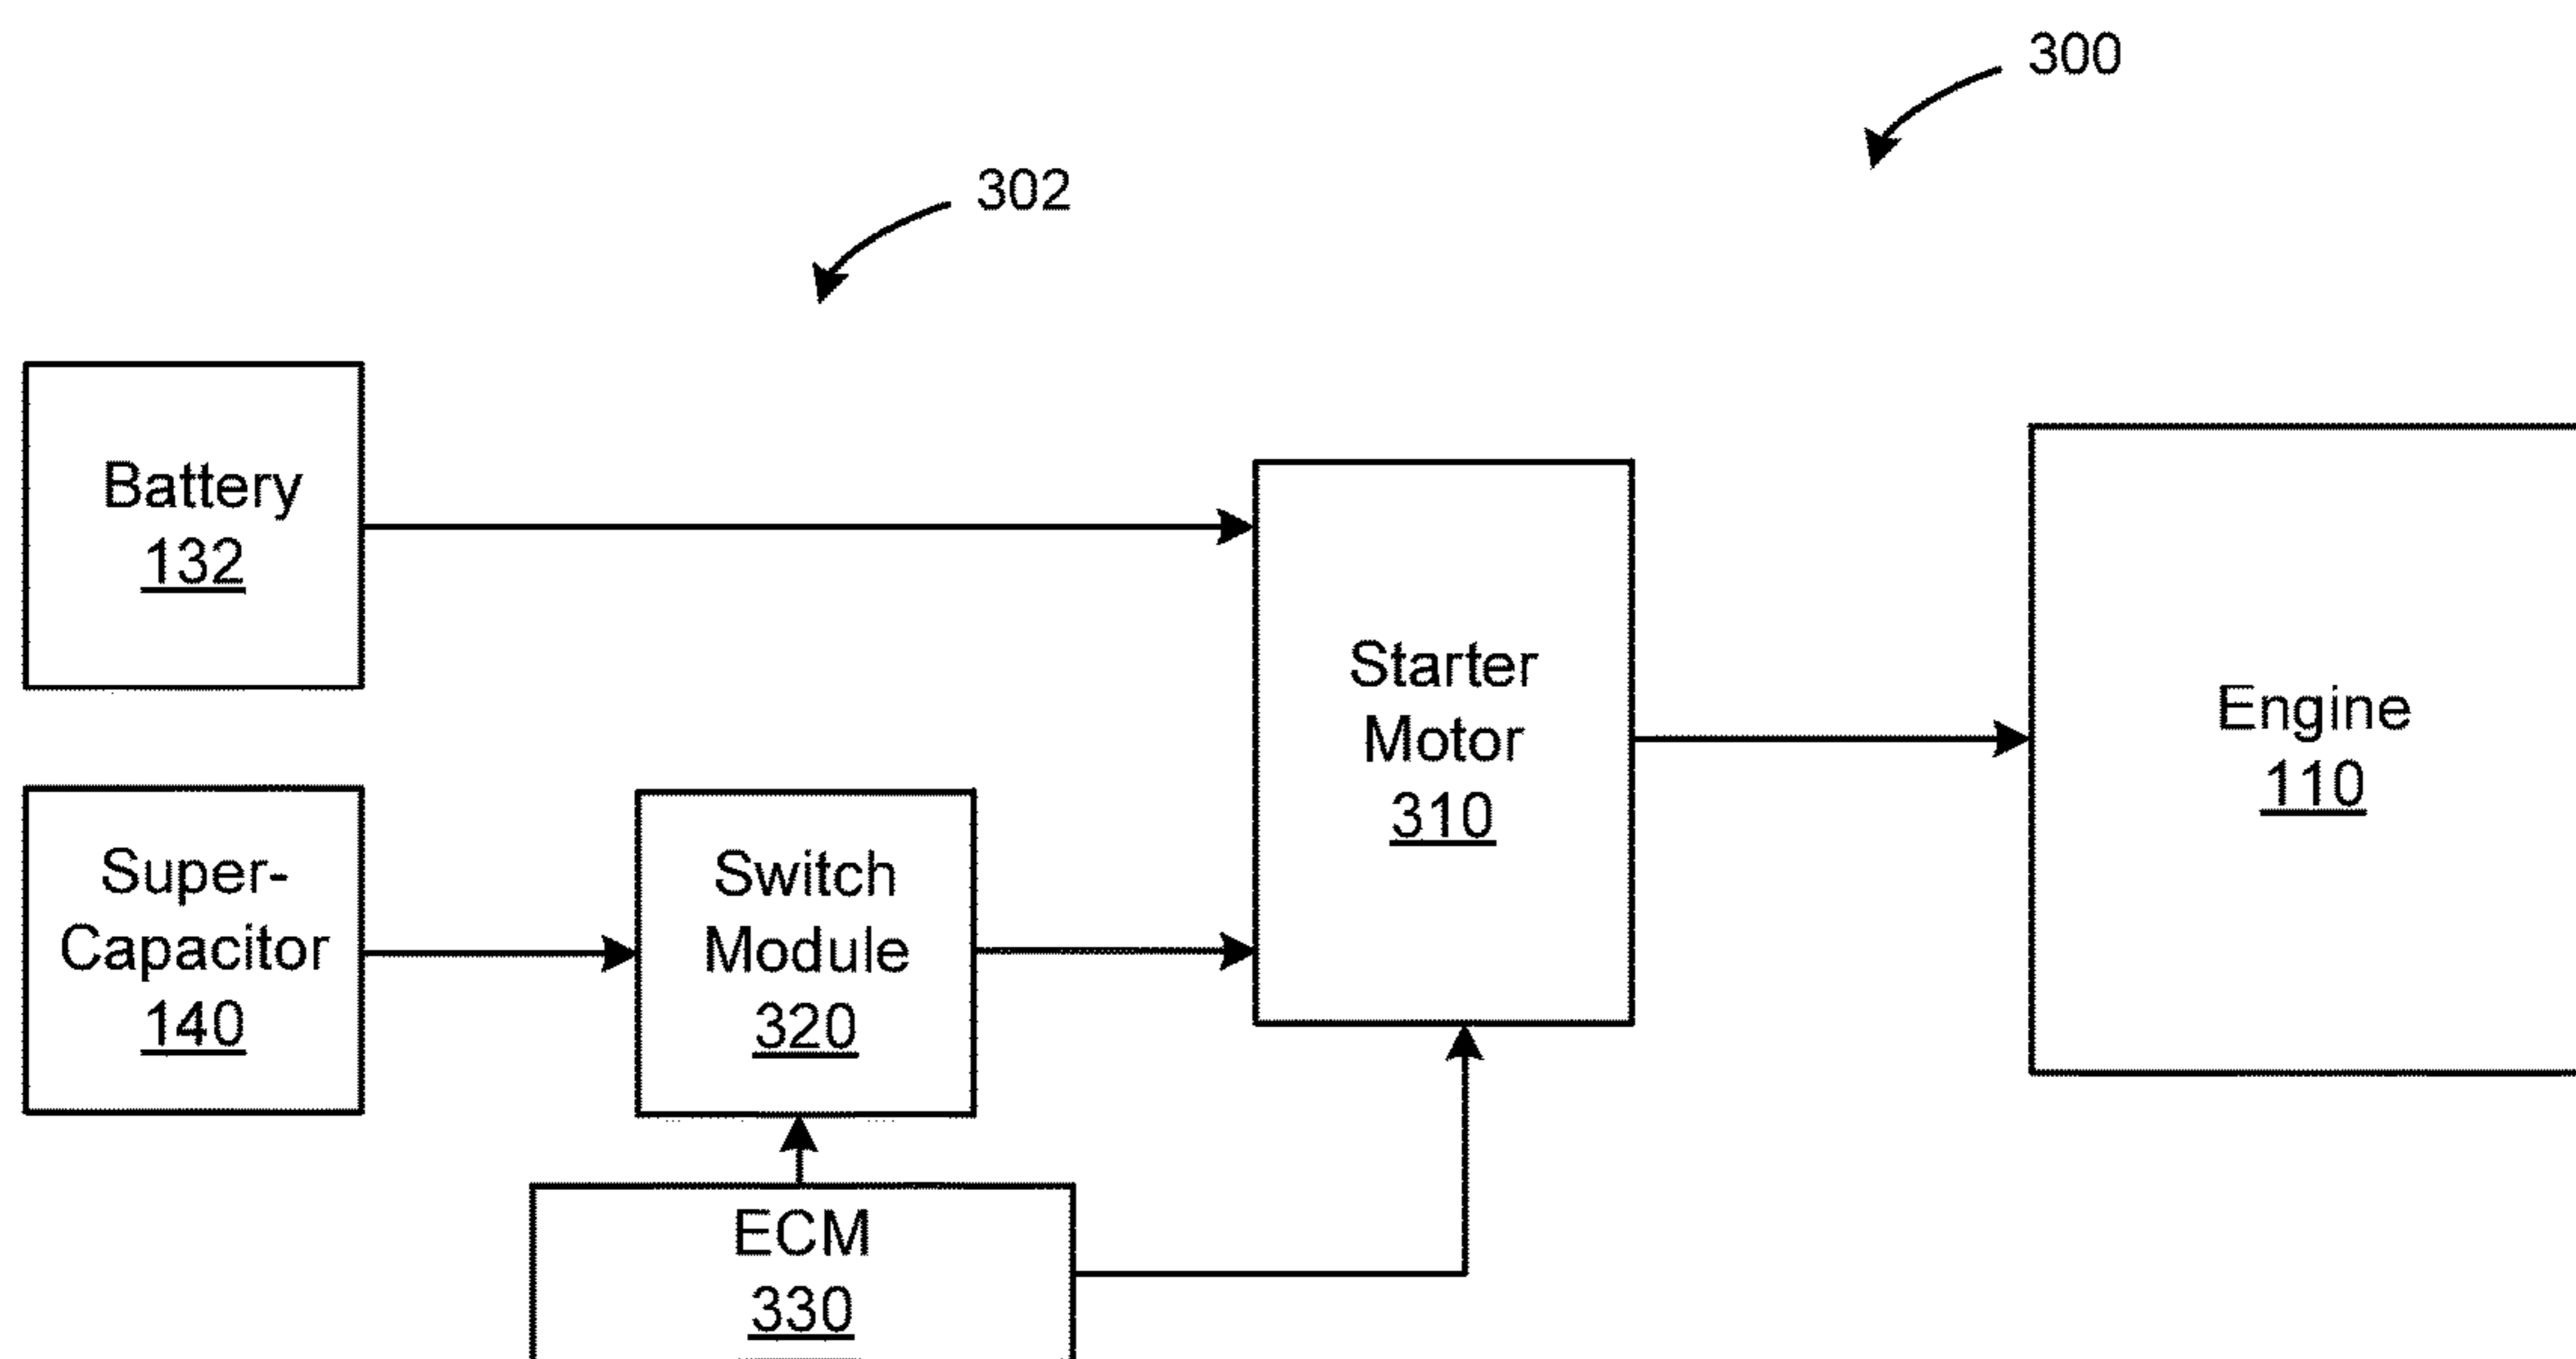 300
302
Battery
132
Starter
Motor
310
Engine
110
Super-
Capacitor
140
Switch
Module
320
ECM
330